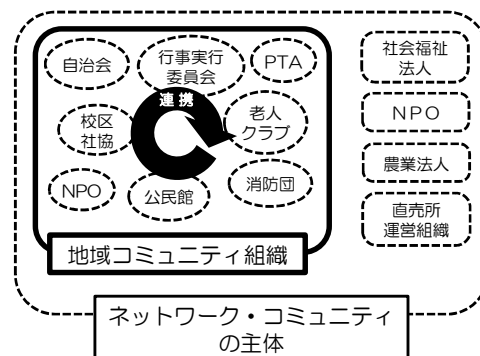 自治会
行事実行
委員会
PTA
連携
校区
社協
老人
クラブ
NPO
公民館
消防団
地域コミュニティ組織
社会福祉
法人
NPO
農業法人
直売所
運営組織
ネットワーク・コミュニティ
の主体